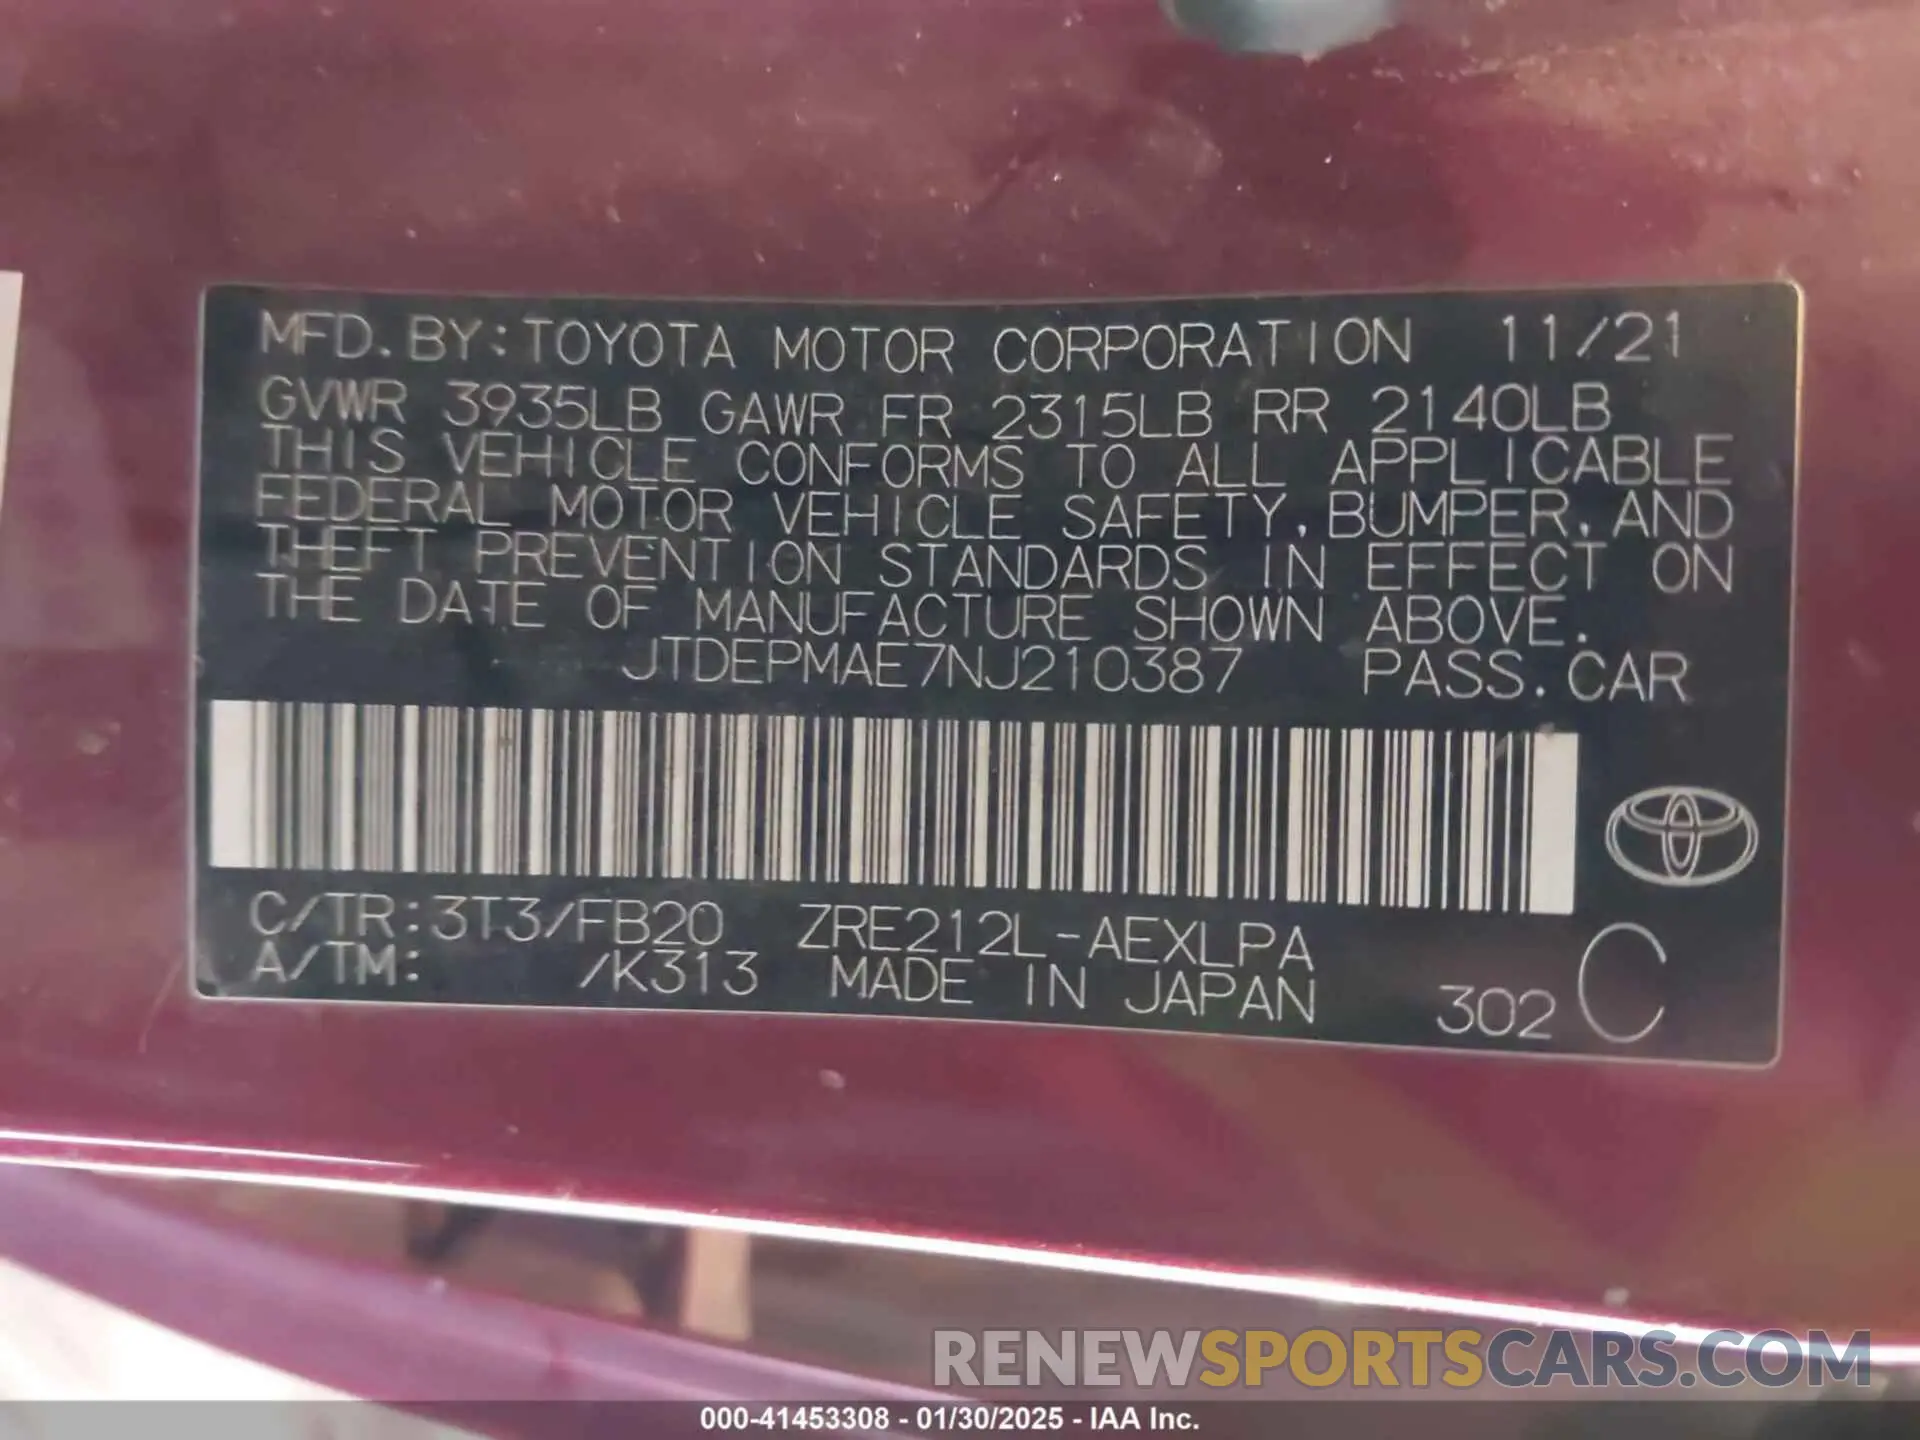 MFD. BY: TOYOTA MOTOR CORPORATION 11/21
GVWR 3935LB GAWR FR 2315LB RR 2140LB
THIS VEHICLE CONFORMS TO ALL APPLICABLE
FEDERAL MOTOR VEHICLE SAFETY, BUMPER, AND
THEFT PREVENTION STANDARDS IN EFFECT ON
THE DATE OF MANUFACTURE SHOWN ABOVE.
JTDEPMAE7NJ210387 PASS. CAR
C/TR: 3T3/FB20 ZRE212L-AEXLPA
A/TM: /K313 MADE IN JAPAN 302 C
RENEWSPORTSCARS.COM
000-41453308 - 01/30/2025 - IAA Inc.